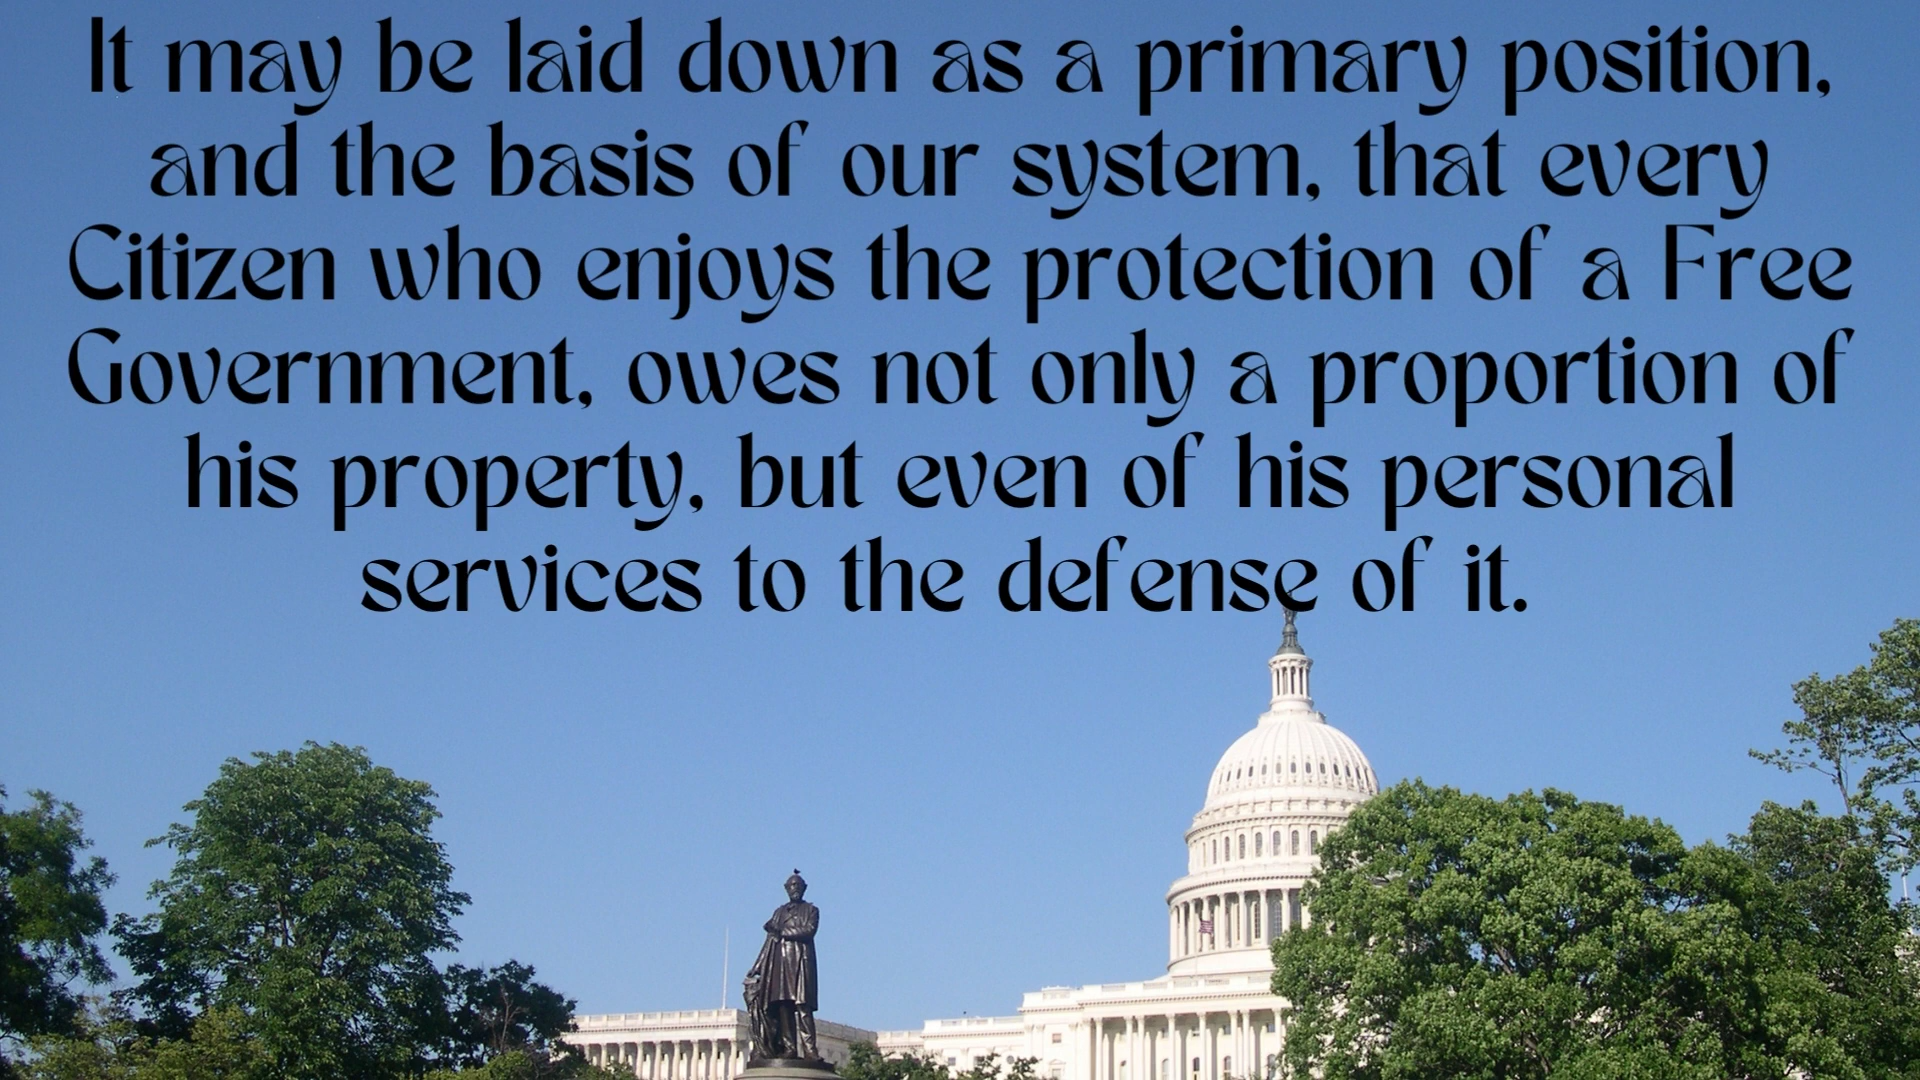 It may be laid down as a primary position,
and the basis of our system, that every
Citizen who enjoys the protection of a Free
Government, owes not only a proportion of
his property, but even of his personal
services to the defense of it.